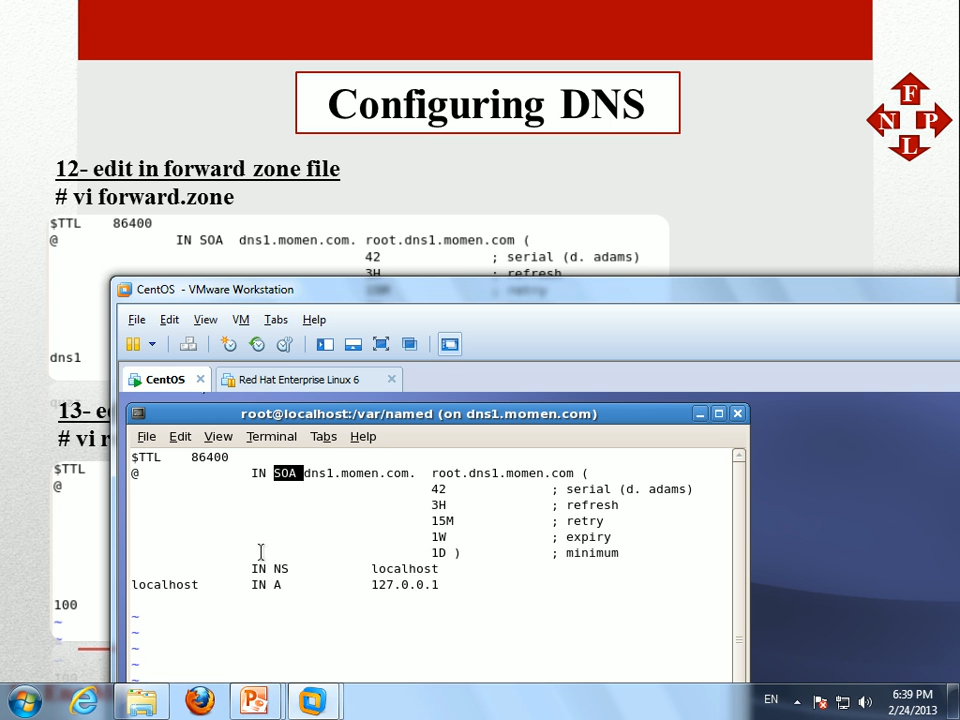 Configuring DNS
F
N P
L
12- edit in forward zone file
# vi forward.zone
$TTL 86400
@ IN SOA dns1.momen.com. root.dns1.momen.com (
42 ; serial (d. adams)
3H ; refresh
; retry
dns1
13- e
# vi r
$TTL
@
100
~
~
CentOS - VMware Workstation
File Edit View VM Tabs Help
CentOS × Red Hat Enterprise Linux 6 ×
root@localhost:/var/named (on dns1.momen.com)
File Edit View Terminal Tabs Help
$TTL 86400
@ IN SOA dns1.momen.com. root.dns1.momen.com (
42 ; serial (d. adams)
3H ; refresh
15M ; retry
1W ; expiry
1D ) ; minimum
IN NS localhost
localhost IN A 127.0.0.1
~
~
~
~
EN 6:39 PM
2/24/2013